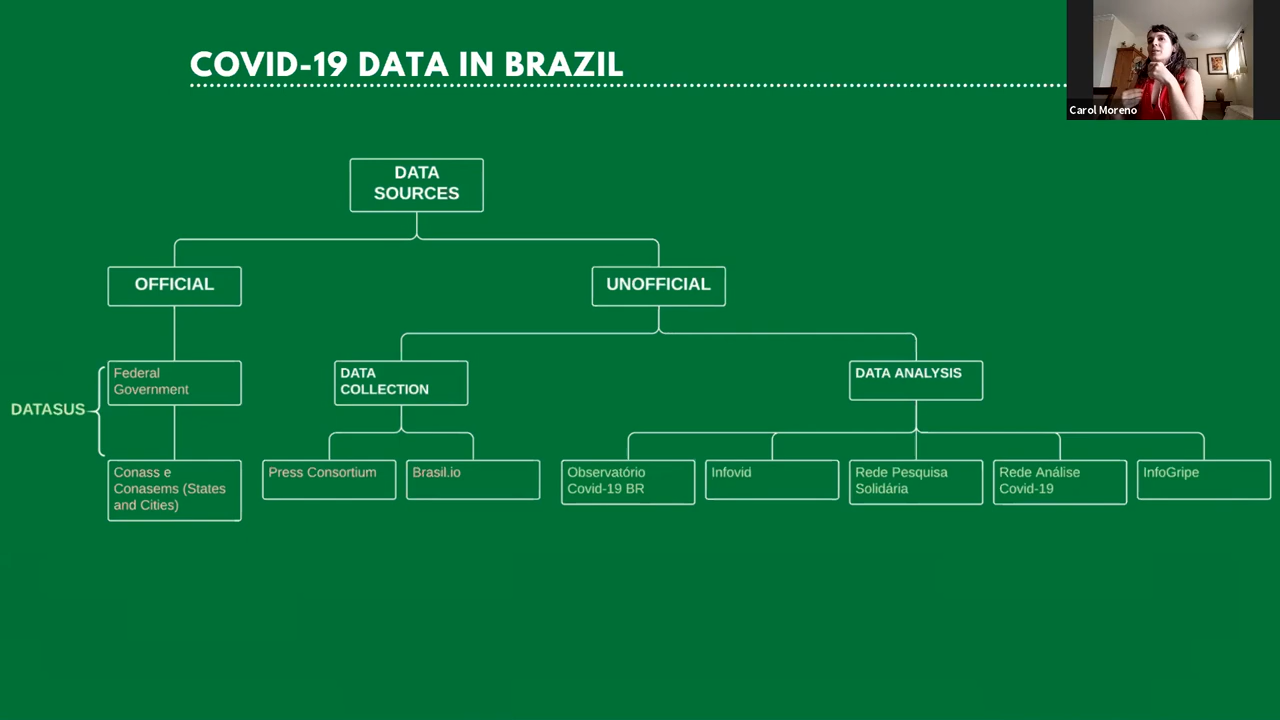 COVID-19 DATA IN BRAZIL
Carol Moreno
DATA
SOURCES
OFFICIAL
UNOFFICIAL
Federal
Government
DATA
COLLECTION
DATA ANALYSIS
DATASUS
Conass e
Conasems (States
and Cities)
Press Consortium
Brasil.io
Observatório
Covid-19 BR
Infovid
Rede Pesquisa
Solidária
Rede Análise
Covid-19
InfoGripe